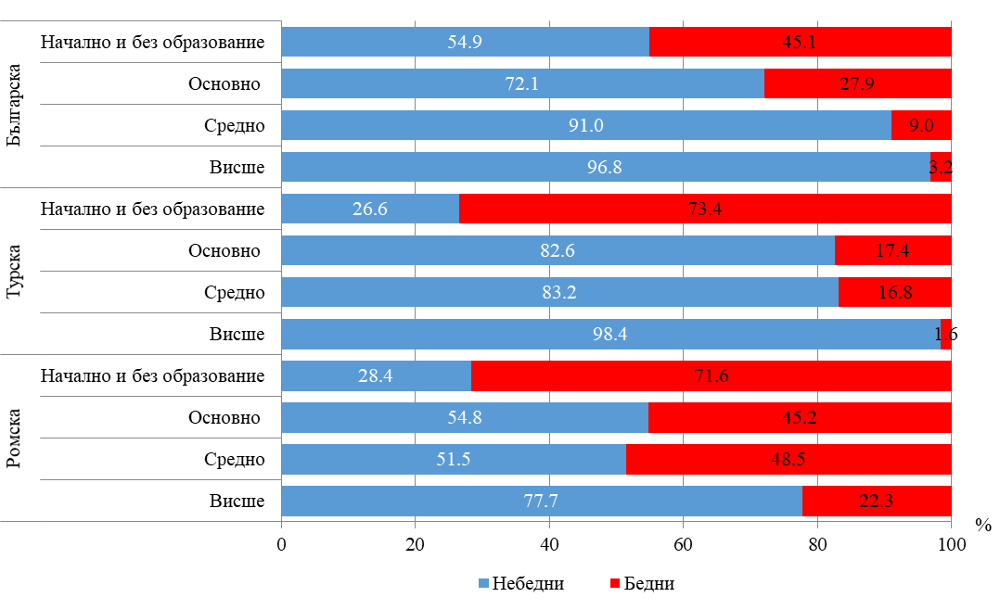 Българска
Начално и без образование 54.9 45.1
Основно 72.1 27.9
Средно 91.0 9.0
Висше 96.8 3.2
Турска
Начално и без образование 26.6 73.4
Основно 82.6 17.4
Средно 83.2 16.8
Висше 98.4 1.6
Ромска
Начално и без образование 28.4 71.6
Основно 54.8 45.2
Средно 51.5 48.5
Висше 77.7 22.3
%
0 20 40 60 80 100
Небедни Бедни